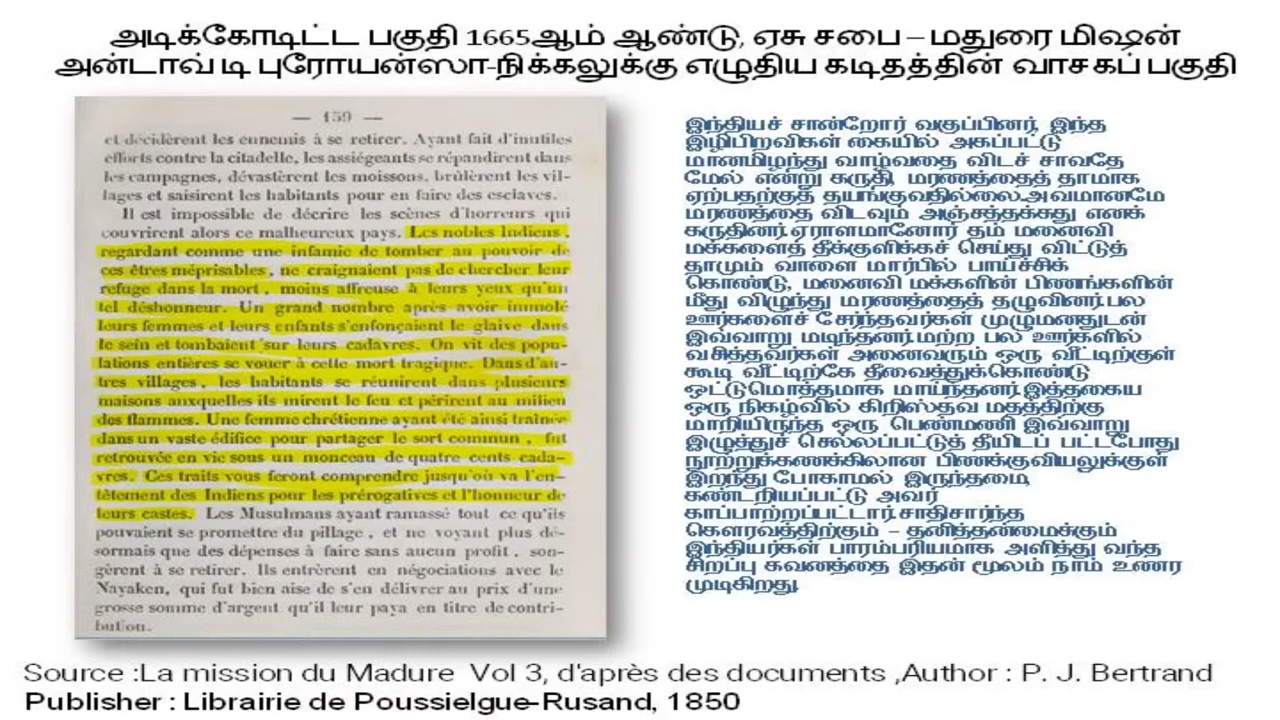 அடிக்கோடிட்ட பகுதி 1665ஆம் ஆண்டு, ஏசு சபை – மதுரை மிஷன்
அன்டாவ் டி புரோயன்ஸா-நிக்கலுக்கு எழுதிய கடிதத்தின் வாசகப் பகுதி
— 159 —
et décidèrent les ennemis à se retirer. Ayant fait d'inutiles
efforts contre la citadelle, les assiégeants se répandirent dans
les campagnes, dévastèrent les moissons, brûlèrent les vil-
lages et saisirent les habitants pour en faire des esclaves.
Il est impossible de décrire les scènes d'horreurs qui
couvrirent alors ce malheureux pays. Les nobles Indiens,
regardant comme une infamie de tomber au pouvoir de
ces êtres méprisables, ne craignaient pas de chercher leur
refuge dans la mort, moins affreuse à leurs yeux qu'un
tel déshonneur. Un grand nombre après avoir immolé
leurs femmes et leurs enfants s'enfonçaient le glaive dans
le sein et tombaient sur leurs cadavres. On vit des popu-
lations entières se vouer à cette mort tragique. Dans d'au-
tres villages, les habitants se réunirent dans plusieurs
maisons auxquelles ils mirent le feu et périrent au milieu
des flammes. Une femme chrétienne ayant été ainsi traînée
dans un vaste édifice pour partager le sort commun, fut
retrouvée en vie sous un monceau de quatre cents cada-
vres. Ces traits vous feront comprendre jusqu'où va l'en-
têtement des Indiens pour les prérogatives et l'honneur de
leurs castes. Les Musulmans ayant ramassé tout ce qu'ils
pouvaient se promettre du pillage, et ne voyant plus dé-
sormais que des dépenses à faire sans aucun profit, son-
gèrent à se retirer. Ils entrèrent en négociations avec le
Nayaken, qui fut bien aise de s'en délivrer au prix d'une
grosse somme d'argent qu'il leur paya en titre de contri-
bution.
இந்தியச் சான்றோர் வகுப்பினர், இந்த
இழிபிறவிகள் கையில் அகப்பட்டு
மானமிழந்து வாழ்வதை விடச் சாவதே
மேல் என்று கருதி, மரணத்தைத் தாமாக
ஏற்பதற்குத் தயங்குவதில்லை.அவமானமே
மரணத்தை விடவும் அஞ்சத்தக்கது எனக்
கருதினர்.ஏராளமானோர் தம் மனைவி
மக்களைத் தீக்குளிக்கச் செய்து விட்டுத்
தாமும் வாளை மார்பில் பாய்ச்சிக்
கொண்டு, மனைவி மக்களின் பிணங்களின்
மீது விழுந்து மரணத்தைத் தழுவினர்.பல
ஊர்களைச் சேர்ந்தவர்கள் முழுமனதுடன்
இவ்வாறு மடிந்தனர்.மற்ற பல ஊர்களில்
வசித்தவர்கள் அனைவரும் ஒரு வீட்டிற்குள்
கூடி வீட்டிற்கே தீவைத்துக்கொண்டு
ஒட்டுமொத்தமாக மாய்ந்தனர்.இத்தகைய
ஒரு நிகழ்வில் கிறிஸ்தவ மதத்திற்கு
மாறியிருந்த ஒரு பெண்மணி இவ்வாறு
இழுத்துச் செல்லப்பட்டுத் தீயிடப் பட்டபோது
நூற்றுக்கணக்கிலான பிணக்குவியலுக்குள்
இறந்து போகாமல் இருந்தமை,
கண்டறியப்பட்டு அவர்
காப்பாற்றப்பட்டார்.சாதிசார்ந்த
கௌரவத்திற்கும் – தனித்தன்மைக்கும்
இந்தியர்கள் பாரம்பரியமாக அளித்து வந்த
சிறப்பு கவனத்தை இதன் மூலம் நாம் உணர
முடிகிறது.
Source :La mission du Madure Vol 3, d'après des documents ,Author : P. J. Bertrand
Publisher : Librairie de Poussielgue-Rusand, 1850